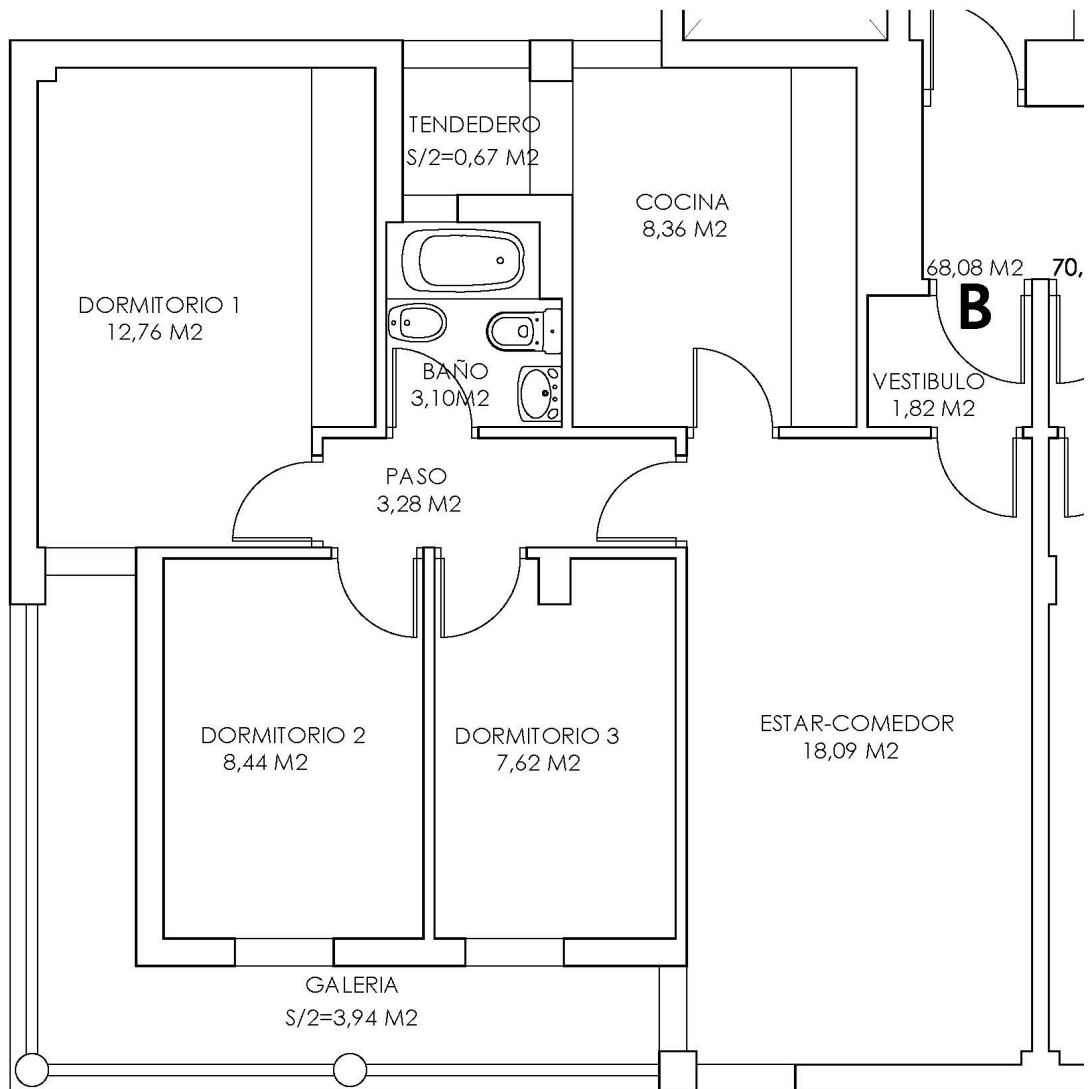 TENDEDERO
S/2=0,67 M2
COCINA
8,36 M2
68,08 M2
70,
B
DORMITORIO 1
12,76 M2
BAÑO
3,10M2
VESTIBULO
1,82 M2
PASO
3,28 M2
DORMITORIO 2
8,44 M2
DORMITORIO 3
7,62 M2
ESTAR-COMEDOR
18,09 M2
GALERIA
S/2=3,94 M2